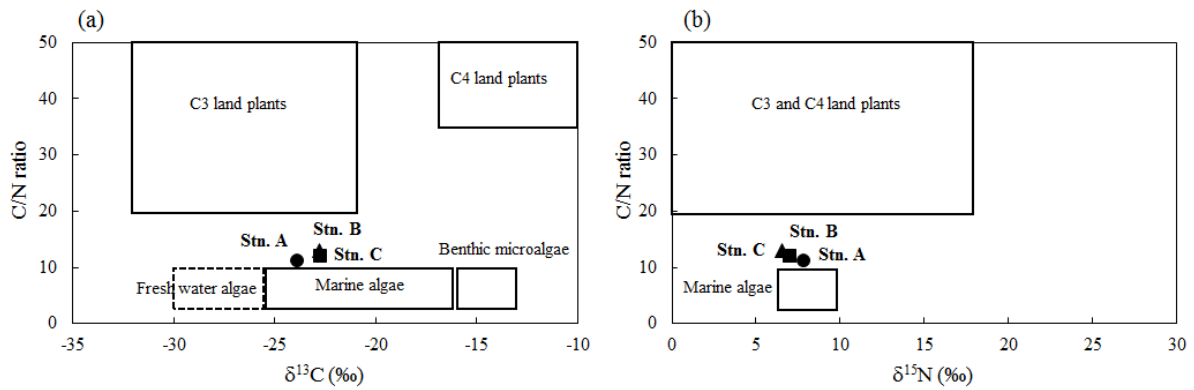 (a)
C/N ratio
50
40
30
20
10
0
C3 land plants
C4 land plants
Stn. A
Stn. B
Stn. C
Benthic microalgae
Fresh water algae
Marine algae
-35 -30 -25 -20 -15 -10
δ¹³C (‰)
(b)
C/N ratio
50
40
30
20
10
0
C3 and C4 land plants
Stn. B
Stn. C
Stn. A
Marine algae
0 5 10 15 20 25 30
δ¹⁵N (‰)